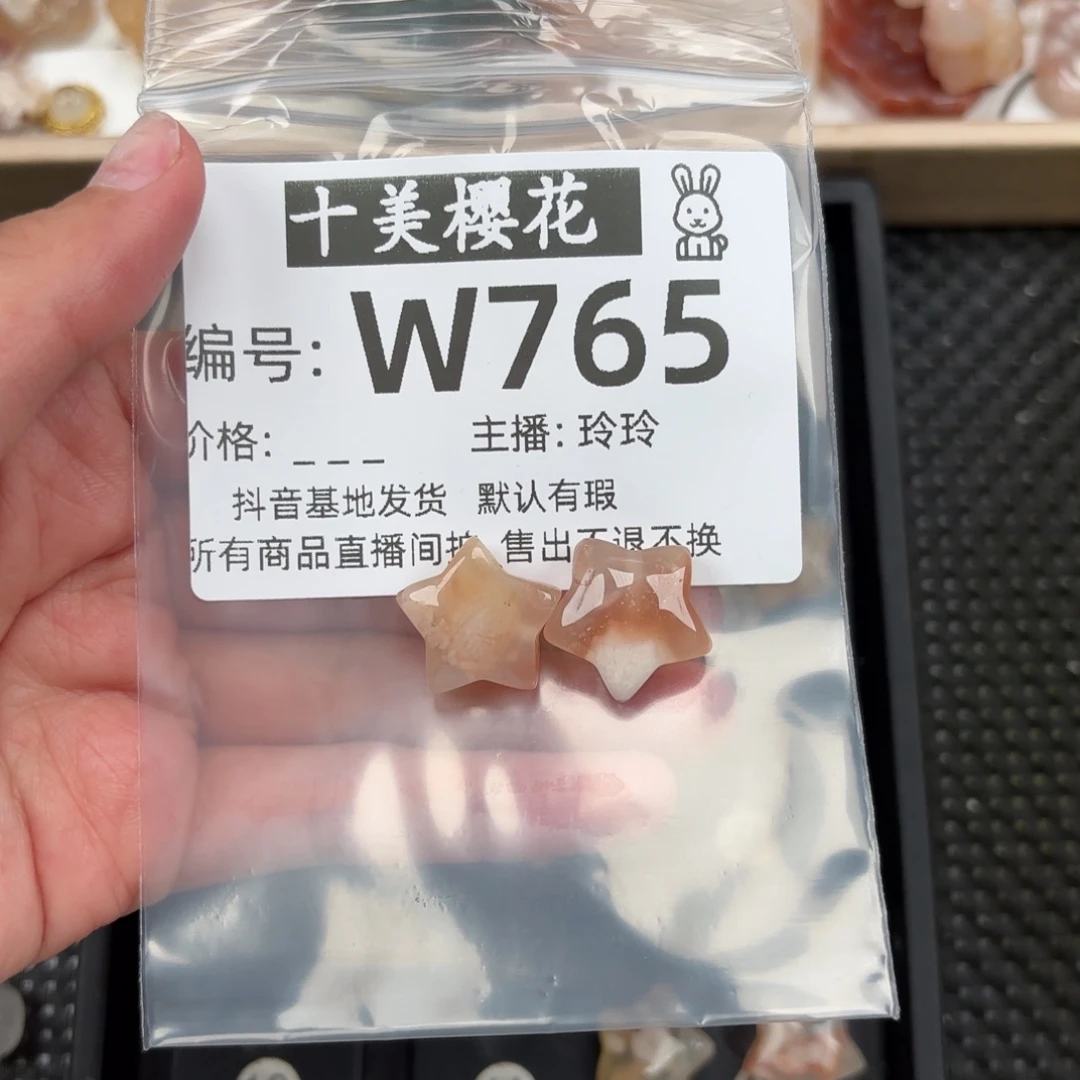 十美樱花
编号: W765
价格: _ _ _ 主播: 玲玲
抖音基地发货 默认有瑕
所有商品直播间拍 售出不退不换